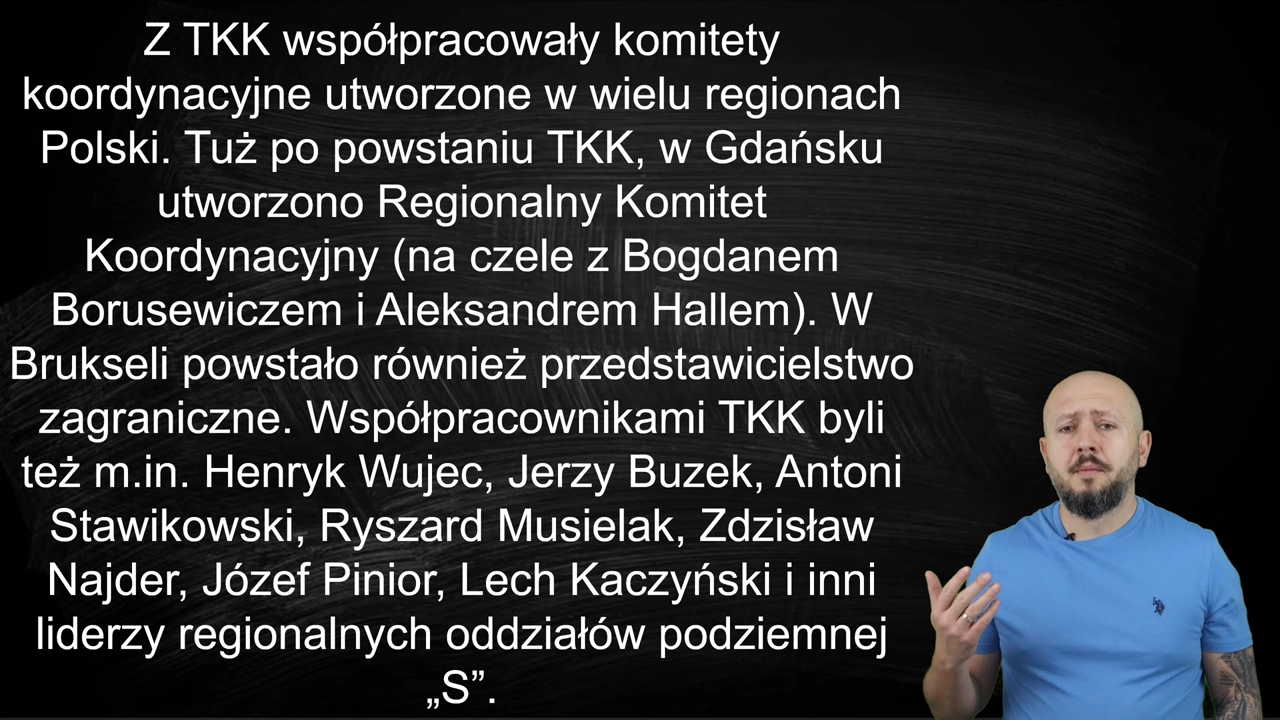 Z TKK współpracowały komitety
koordynacyjne utworzone w wielu regionach
Polski. Tuż po powstaniu TKK, w Gdańsku
utworzono Regionalny Komitet
Koordynacyjny (na czele z Bogdanem
Borusewiczem i Aleksandrem Hallem). W
Brukseli powstało również przedstawicielstwo
zagraniczne. Współpracownikami TKK byli
też m.in. Henryk Wujec, Jerzy Buzek, Antoni
Stawikowski, Ryszard Musielak, Zdzisław
Najder, Józef Pinior, Lech Kaczyński i inni
liderzy regionalnych oddziałów podziemnej
„S”.